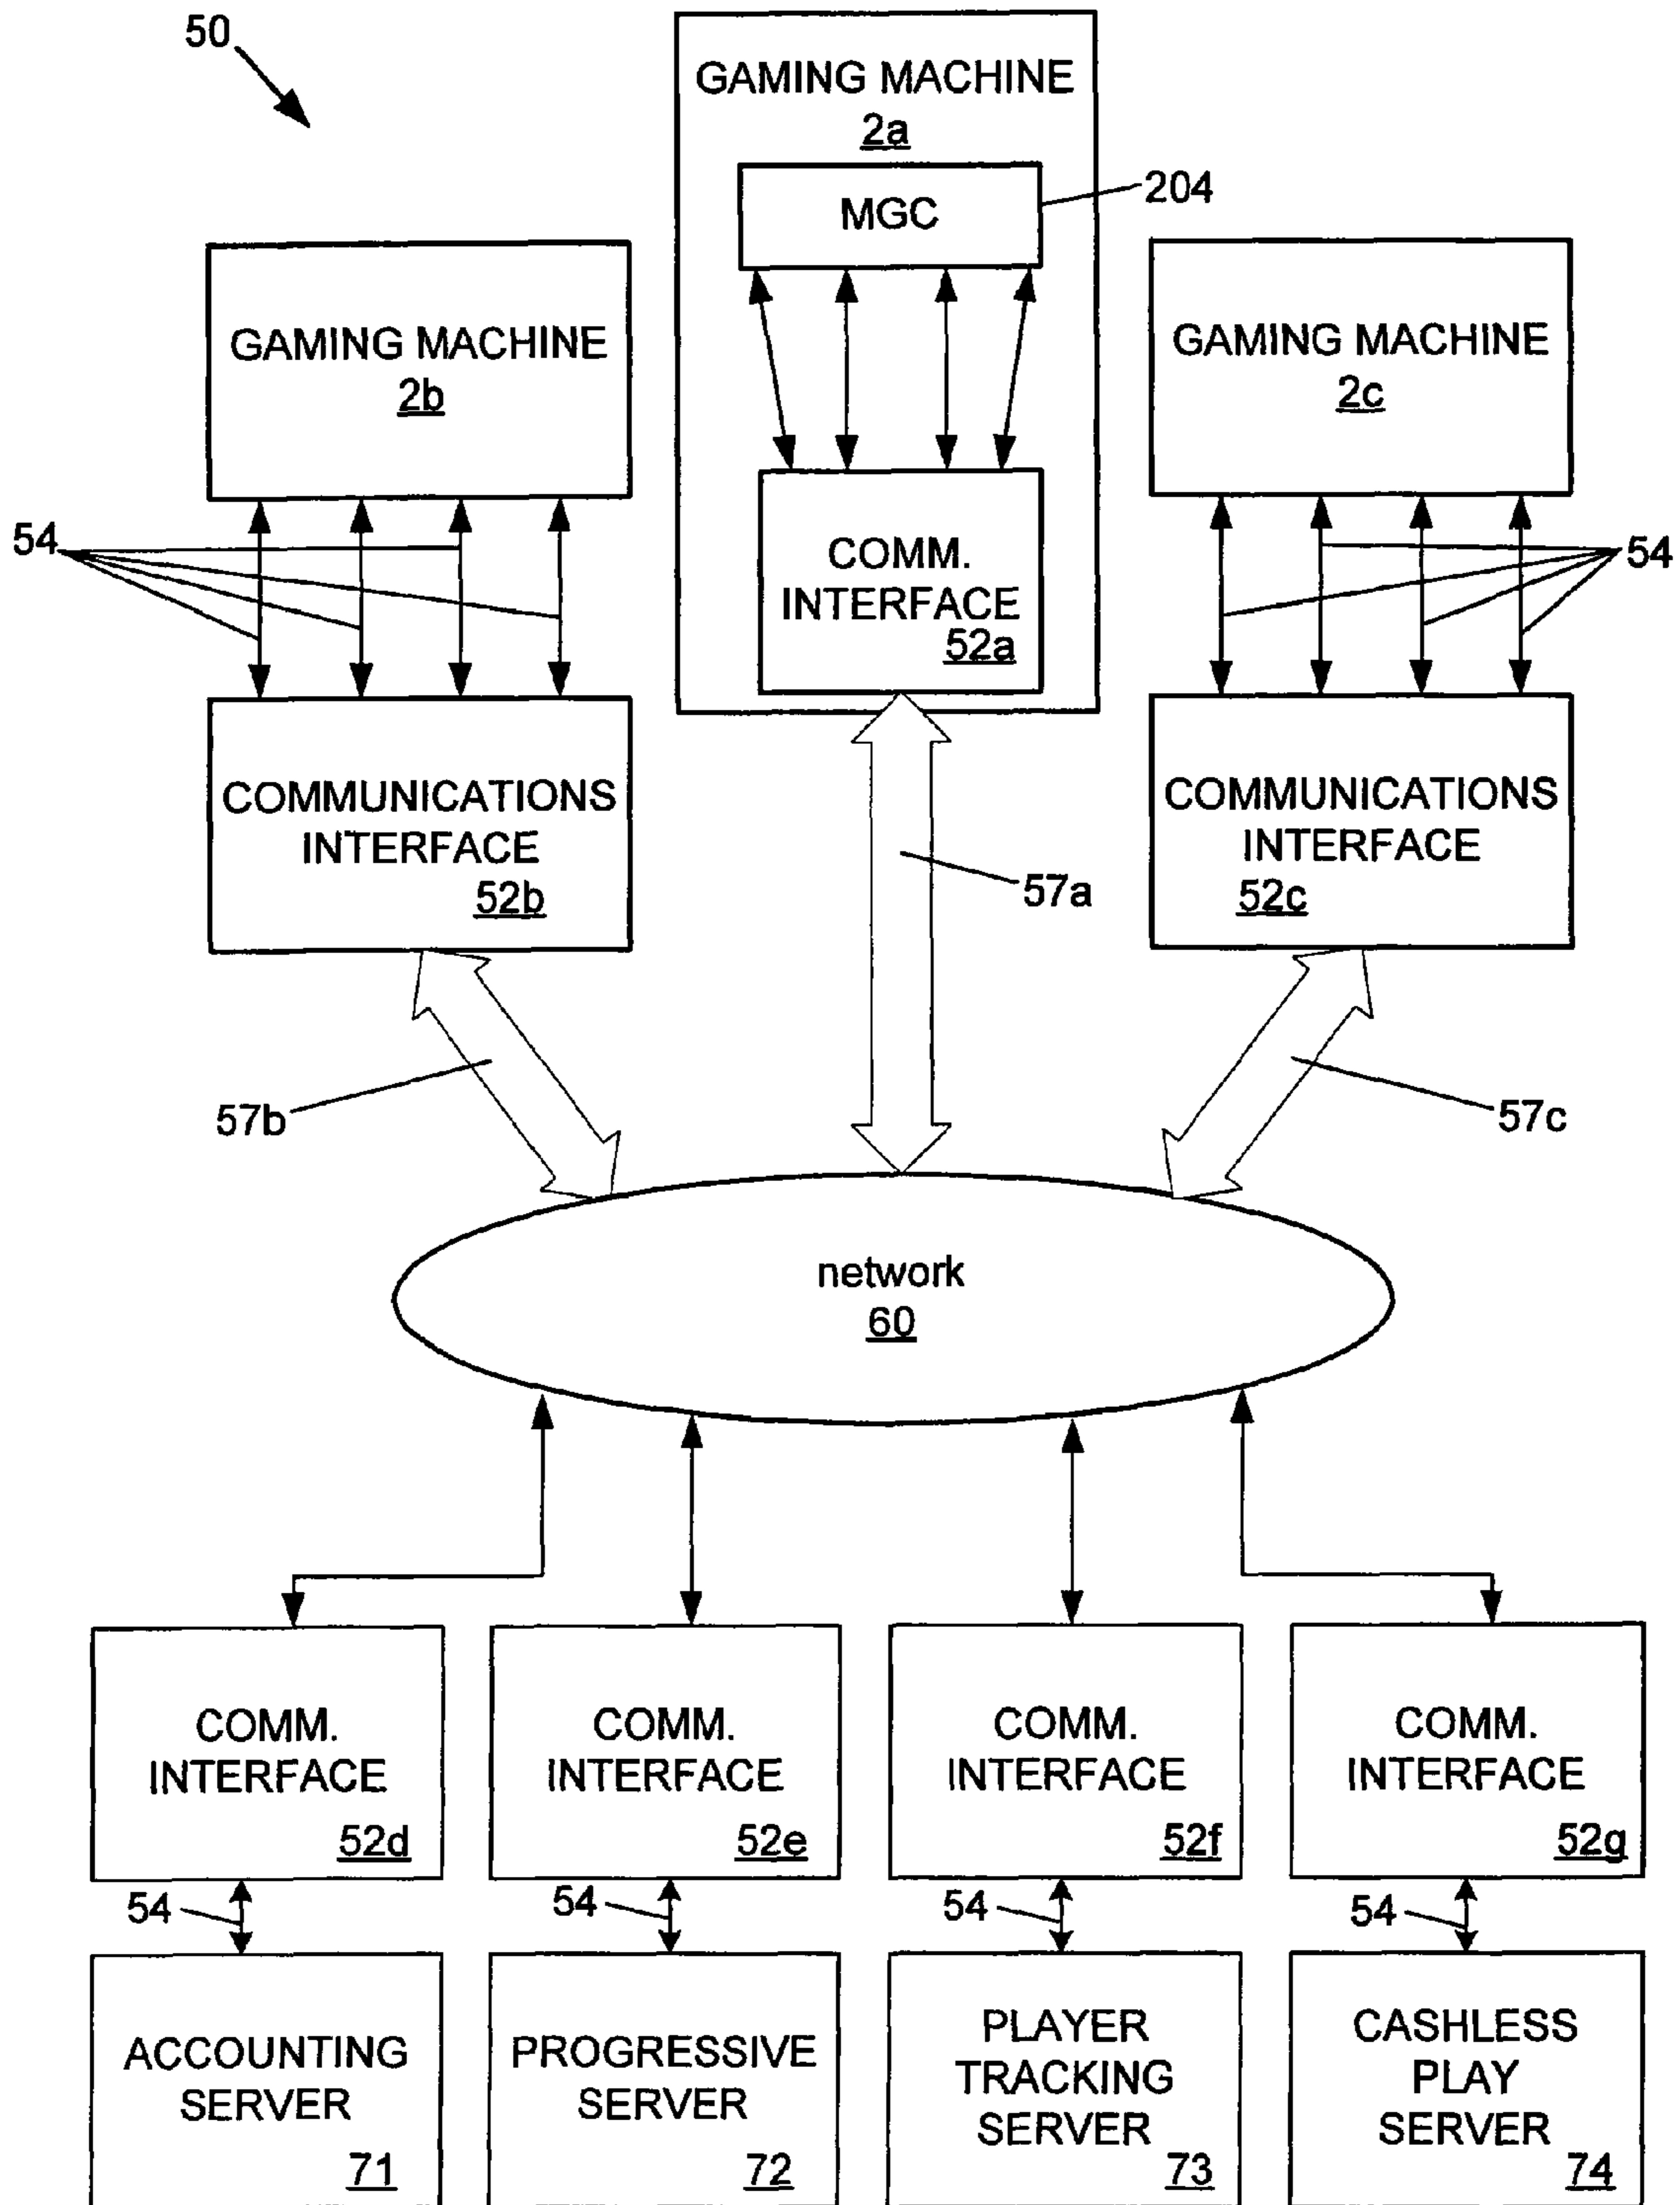 50
GAMING MACHINE
2a
MGC
204
GAMING MACHINE
2b
GAMING MACHINE
2c
54
54
COMM.
INTERFACE
52a
COMMUNICATIONS
INTERFACE
52b
COMMUNICATIONS
INTERFACE
52c
57a
57b
57c
network
60
COMM.
INTERFACE
52d
COMM.
INTERFACE
52e
COMM.
INTERFACE
52f
COMM.
INTERFACE
52g
54
54
54
54
ACCOUNTING
SERVER
71
PROGRESSIVE
SERVER
72
PLAYER
TRACKING
SERVER
73
CASHLESS
PLAY
SERVER
74